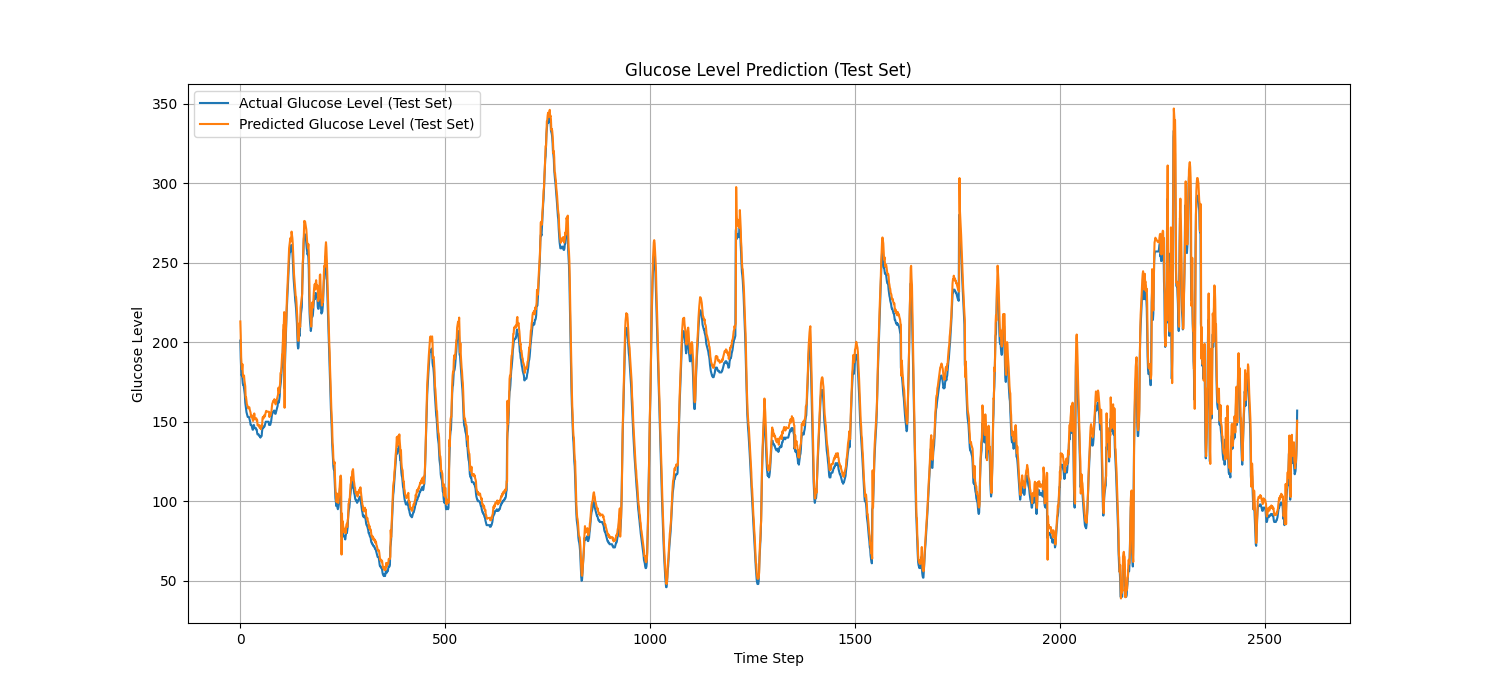 Glucose Level Prediction (Test Set)
Actual Glucose Level (Test Set)
Predicted Glucose Level (Test Set)
350
300
250
200
150
100
50
Glucose Level
0 500 1000 1500 2000 2500
Time Step